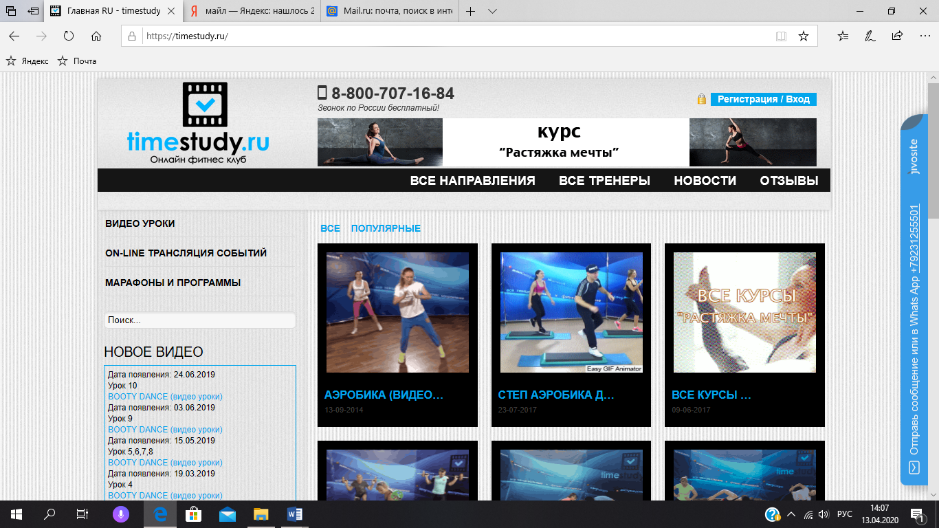 Главная RU - timestudy
майл — Яндекс: нашлось 2
Mail.ru: почта, поиск в инте
https://timestudy.ru/
Яндекс
Почта
timestudy.ru
Онлайн фитнес клуб
8-800-707-16-84
Звонок по России бесплатный!
Регистрация / Вход
курс
"Растяжка мечты"
ВСЕ НАПРАВЛЕНИЯ
ВСЕ ТРЕНЕРЫ
НОВОСТИ
ОТЗЫВЫ
ВИДЕО УРОКИ
ON-LINE ТРАНСЛЯЦИЯ СОБЫТИЙ
МАРАФОНЫ И ПРОГРАММЫ
Поиск...
НОВОЕ ВИДЕО
Дата появления: 24.06.2019
Урок 10
BOOTY DANCE (видео уроки)
Дата появления: 03.06.2019
Урок 9
BOOTY DANCE (видео уроки)
Дата появления: 15.05.2019
Урок 5,6,7,8
BOOTY DANCE (видео уроки)
Дата появления: 19.03.2019
Урок 4
BOOTY DANCE (видео уроки)
ВСЕ
ПОПУЛЯРНЫЕ
АЭРОБИКА (ВИДЕО...
13-09-2014
Easy GIF Animator
СТЕП АЭРОБИКА Д...
23-07-2017
ВСЕ КУРСЫ
"РАСТЯЖКА МЕЧТЫ"
ВСЕ КУРСЫ ...
09-06-2017
time
jivosite
Отправь сообщение или в Whats App +79231255501
РУС
14:07
13.04.2020
1